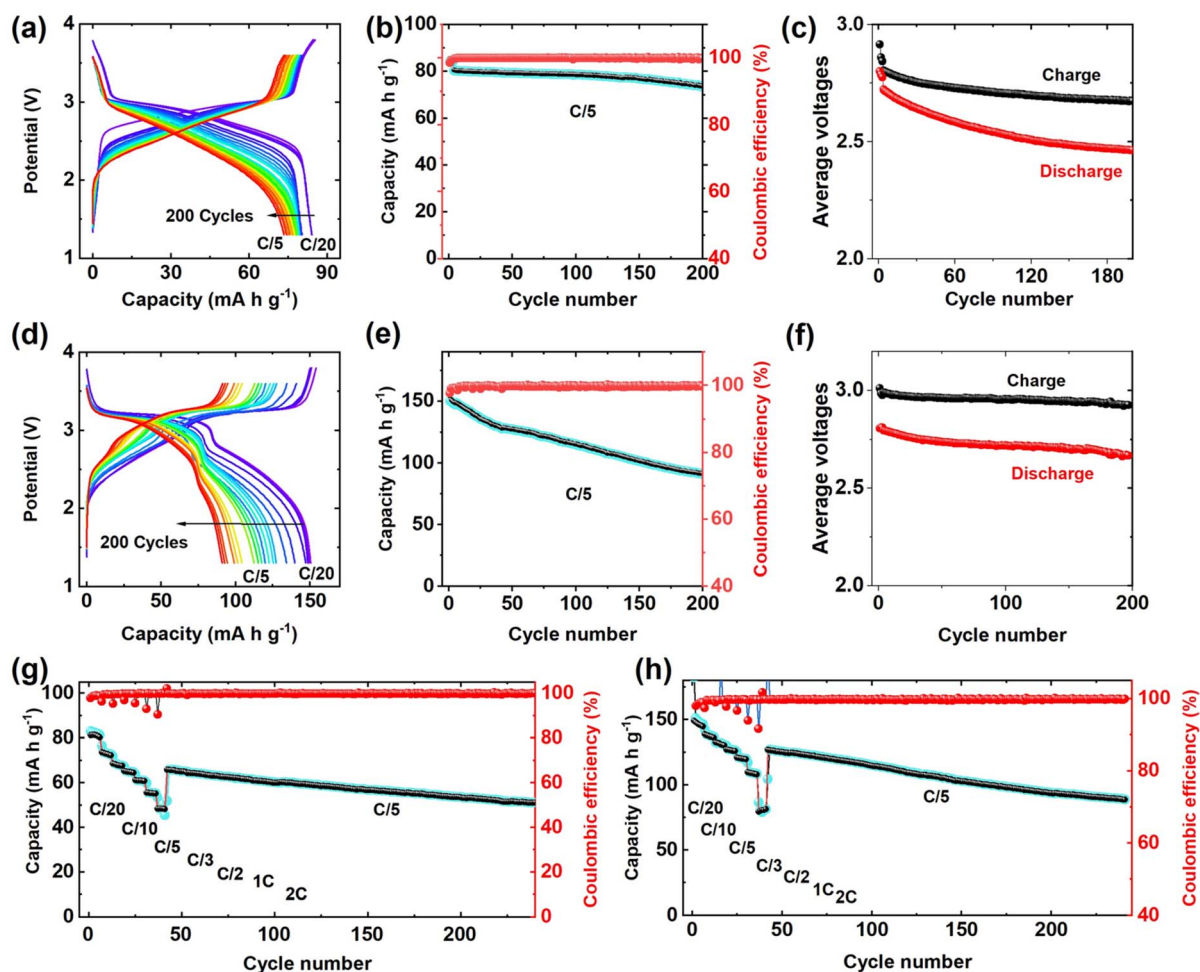 (a)
4
3
2
1
Potential (V)
200 Cycles
C/5
C/20
0
30
60
90
Capacity (mA h g⁻¹)
(b)
100
80
60
40
20
0
Capacity (mA h g⁻¹)
C/5
100
80
60
40
Coulombic efficiency (%)
0
50
100
150
200
Cycle number
(c)
3.0
2.5
2.0
Average voltages
Charge
Discharge
0
60
120
180
Cycle number
(d)
4
3
2
1
Potential (V)
200 Cycles
C/5
C/20
0
50
100
150
Capacity (mA h g⁻¹)
(e)
150
100
50
0
Capacity (mA h g⁻¹)
C/5
100
80
60
40
Coulombic efficiency (%)
0
50
100
150
200
Cycle number
(f)
3.0
2.5
2.0
Average voltages
Charge
Discharge
0
100
200
Cycle number
(g)
100
80
60
40
20
0
Capacity (mA h g⁻¹)
C/20
C/10
C/5
C/3
C/2
1C
2C
C/5
100
80
60
40
20
0
Coulombic efficiency (%)
0
50
100
150
200
Cycle number
(h)
150
100
50
0
Capacity (mA h g⁻¹)
C/20
C/10
C/5
C/3
C/2
1C
2C
C/5
100
80
60
40
Coulombic efficiency (%)
0
50
100
150
200
Cycle number